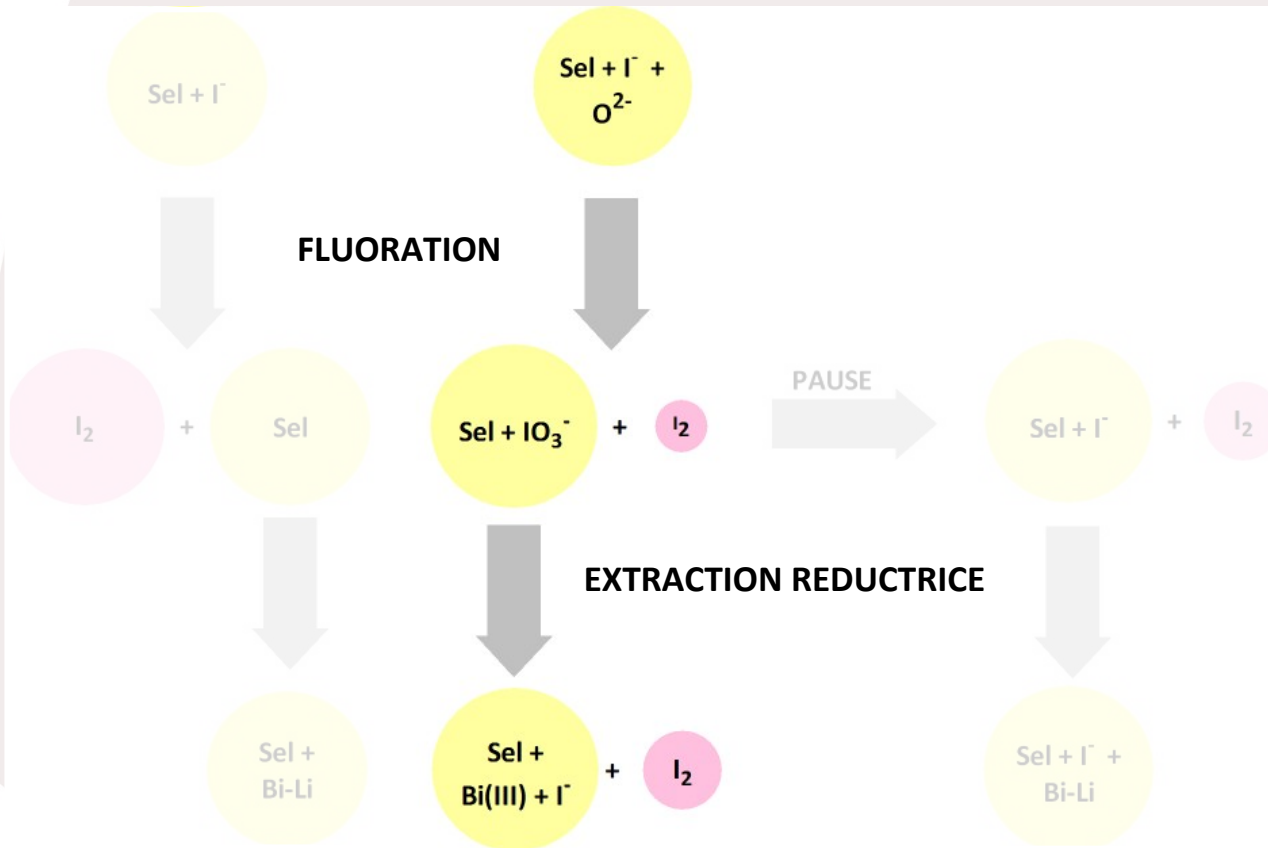 Sel + I⁻
Sel + I⁻ +
O²⁻
FLUORATION
I₂
+
Sel
Sel + IO₃⁻
+
I₂
PAUSE
Sel + I⁻
+
I₂
EXTRACTION REDUCTRICE
Sel +
Bi-Li
Sel +
Bi(III) + I⁻
+
I₂
Sel + I⁻ +
Bi-Li